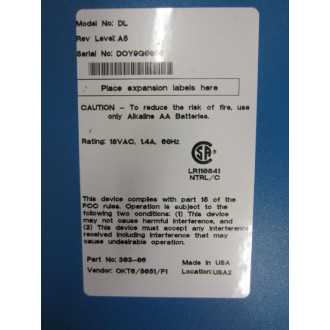 Model No: DL
Rev Level: A5
Place expansion labels here
CAUTION - To reduce the risk of fire, use
only Alkaline AA Batteries.
Rating: 18VAC, 1.4A, 60Hz
LR110641
NTRL/C
This device complies with part 15 of the
FCC rules. Operation is subject to the
following two conditions: (1) This device
may not cause harmful interference, and
(2) This device must accept any interference
received including interference that may
cause undesirable operation.
Part No: 363-06
Made in USA
Vendor: OKT6/5051/P1
Location: USA2
Serial No: